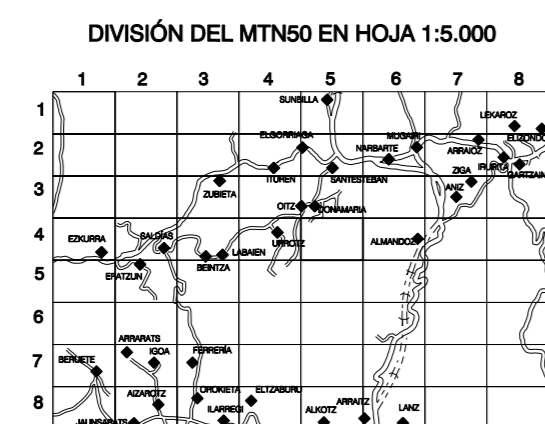 DIVISIÓN DEL MTN50 EN HOJA 1:5.000
1 2 3 4 5 6 7 8
1
SUNBILLA
LEKAROZ
ELIZONDO
2
ELGORRIAGA
MUGAIRI
NARBARTE
ARRAIOZ
IRURITA
GARTZAIN
ITUREN
SANTESTEBAN
ZIGA
3
ZUBIETA
ANIZ
OITZ
DONAMARIA
4
EZKURRA
SALDIAS
URROTZ
ALMANDOZ
LABAIEN
BEINTZA
5
ERATZUN
6
7
ARRARATS
IGOA
FERRERÍA
BERUETE
8
AIZAROTZ
OROKIETA
ELTZABURU
ILARREGI
ALKOTZ
ARRAITZ
LANZ
JAUNSARATS